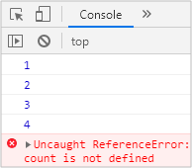 Console
top
1
2
3
4
Uncaught ReferenceError:
count is not defined